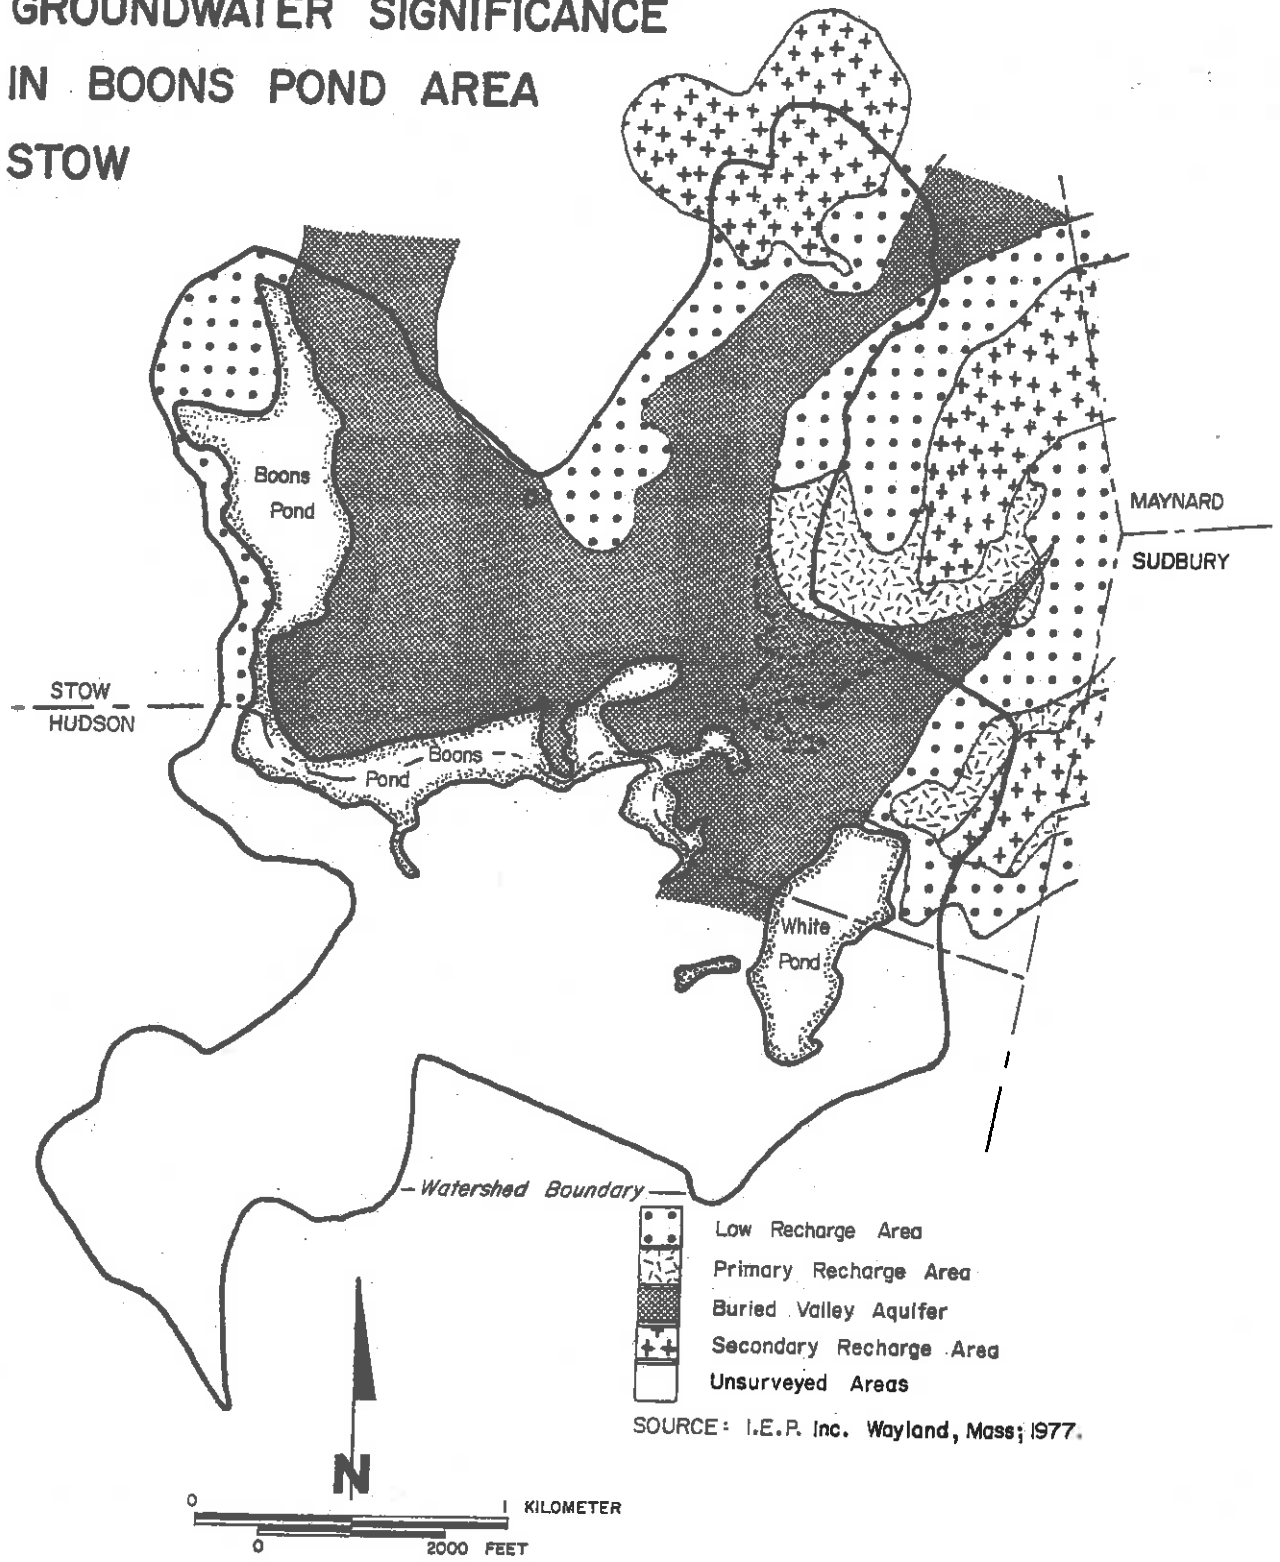 GROUNDWATER SIGNIFICANCE
IN BOONS POND AREA
STOW
Boons
Pond
MAYNARD
SUDBURY
STOW
HUDSON
Boons
Pond
White
Pond
Watershed Boundary
Low Recharge Area
Primary Recharge Area
Buried Valley Aquifer
Secondary Recharge Area
Unsurveyed Areas
SOURCE: I.E.P. Inc. Wayland, Mass; 1977.
N
0 1 KILOMETER
0 2000 FEET